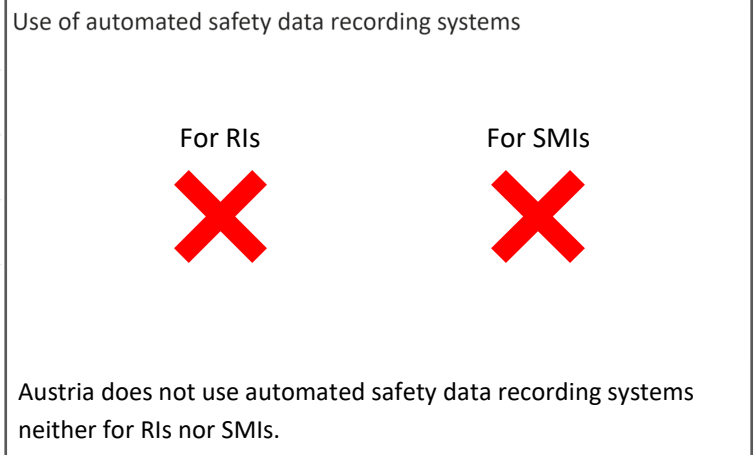 Use of automated safety data recording systems
For RIs
For SMIs
Austria does not use automated safety data recording systems
neither for RIs nor SMIs.